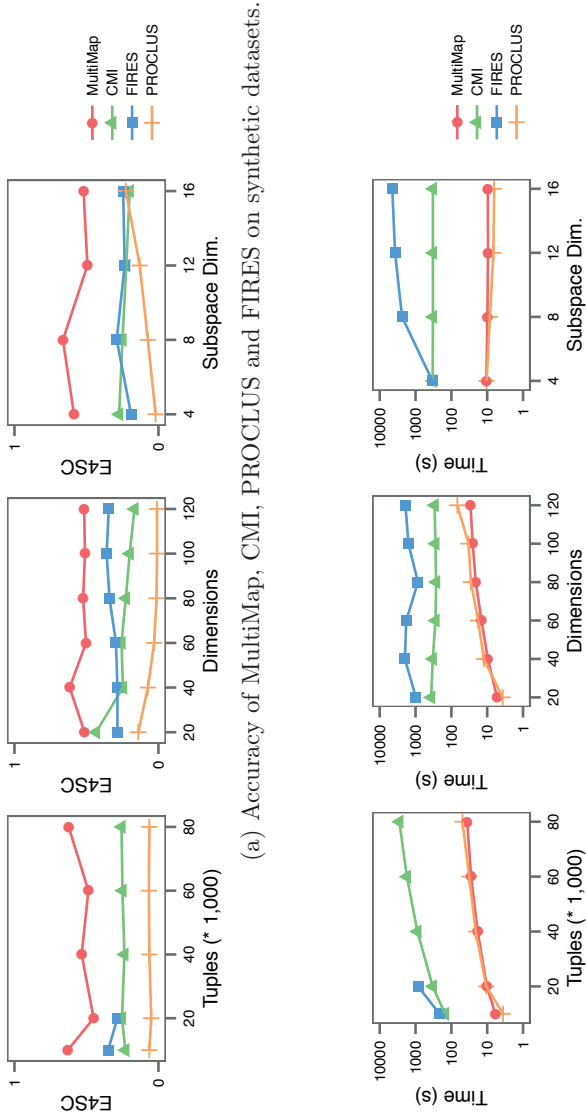 1
E4SC
0
20 40 60 80
Tuples (* 1,000)
1
E4SC
0
20 40 60 80 100 120
Dimensions
1
E4SC
0
4 8 12 16
Subspace Dim.
MultiMap
CMI
FIRES
PROCLUS
(a) Accuracy of MultiMap, CMI, PROCLUS and FIRES on synthetic datasets.
10000
1000
100
10
1
Time (s)
20 40 60 80
Tuples (* 1,000)
10000
1000
100
10
1
Time (s)
20 40 60 80 100 120
Dimensions
10000
1000
100
10
1
Time (s)
4 8 12 16
Subspace Dim.
MultiMap
CMI
FIRES
PROCLUS